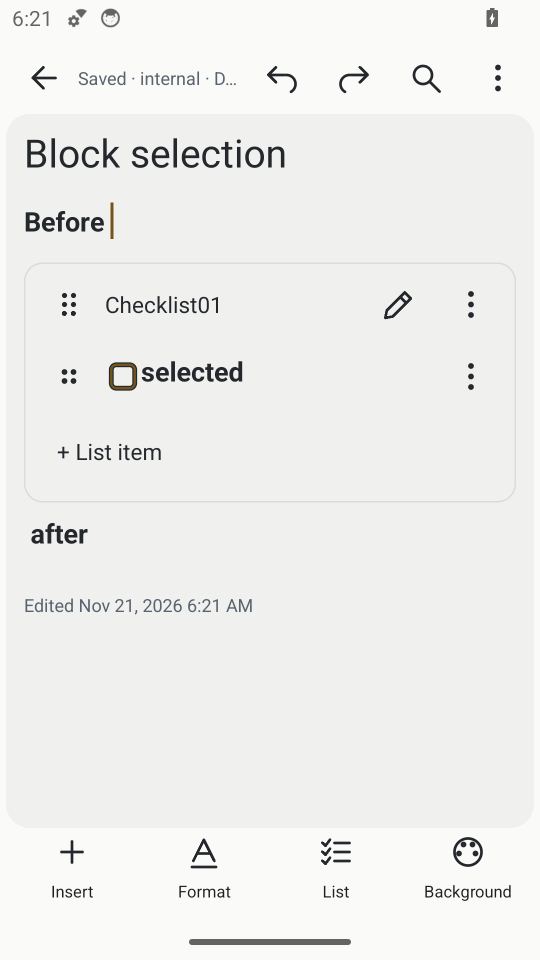 6:21
Saved · internal · D…
Block selection
Before
Checklist01
selected
+ List item
after
Edited Nov 21, 2026 6:21 AM
Insert Format List Background